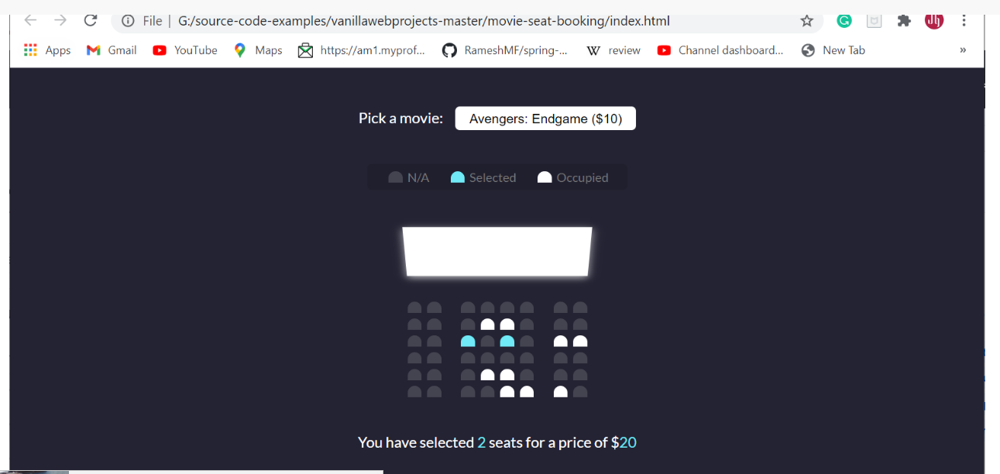 File | G:/source-code-examples/vanillawebprojects-master/movie-seat-booking/index.html
Apps Gmail YouTube Maps https://am1.myprof... RameshMF/spring-... W review Channel dashboard... New Tab »
Pick a movie: Avengers: Endgame ($10)
N/A Selected Occupied
You have selected 2 seats for a price of $20